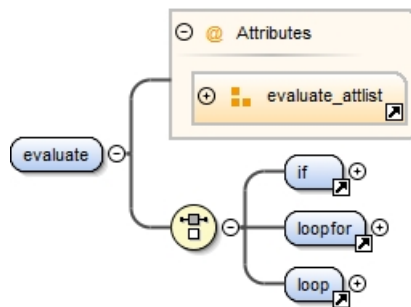 @ Attributes
evaluate_attlist
evaluate
if
loopfor
loop